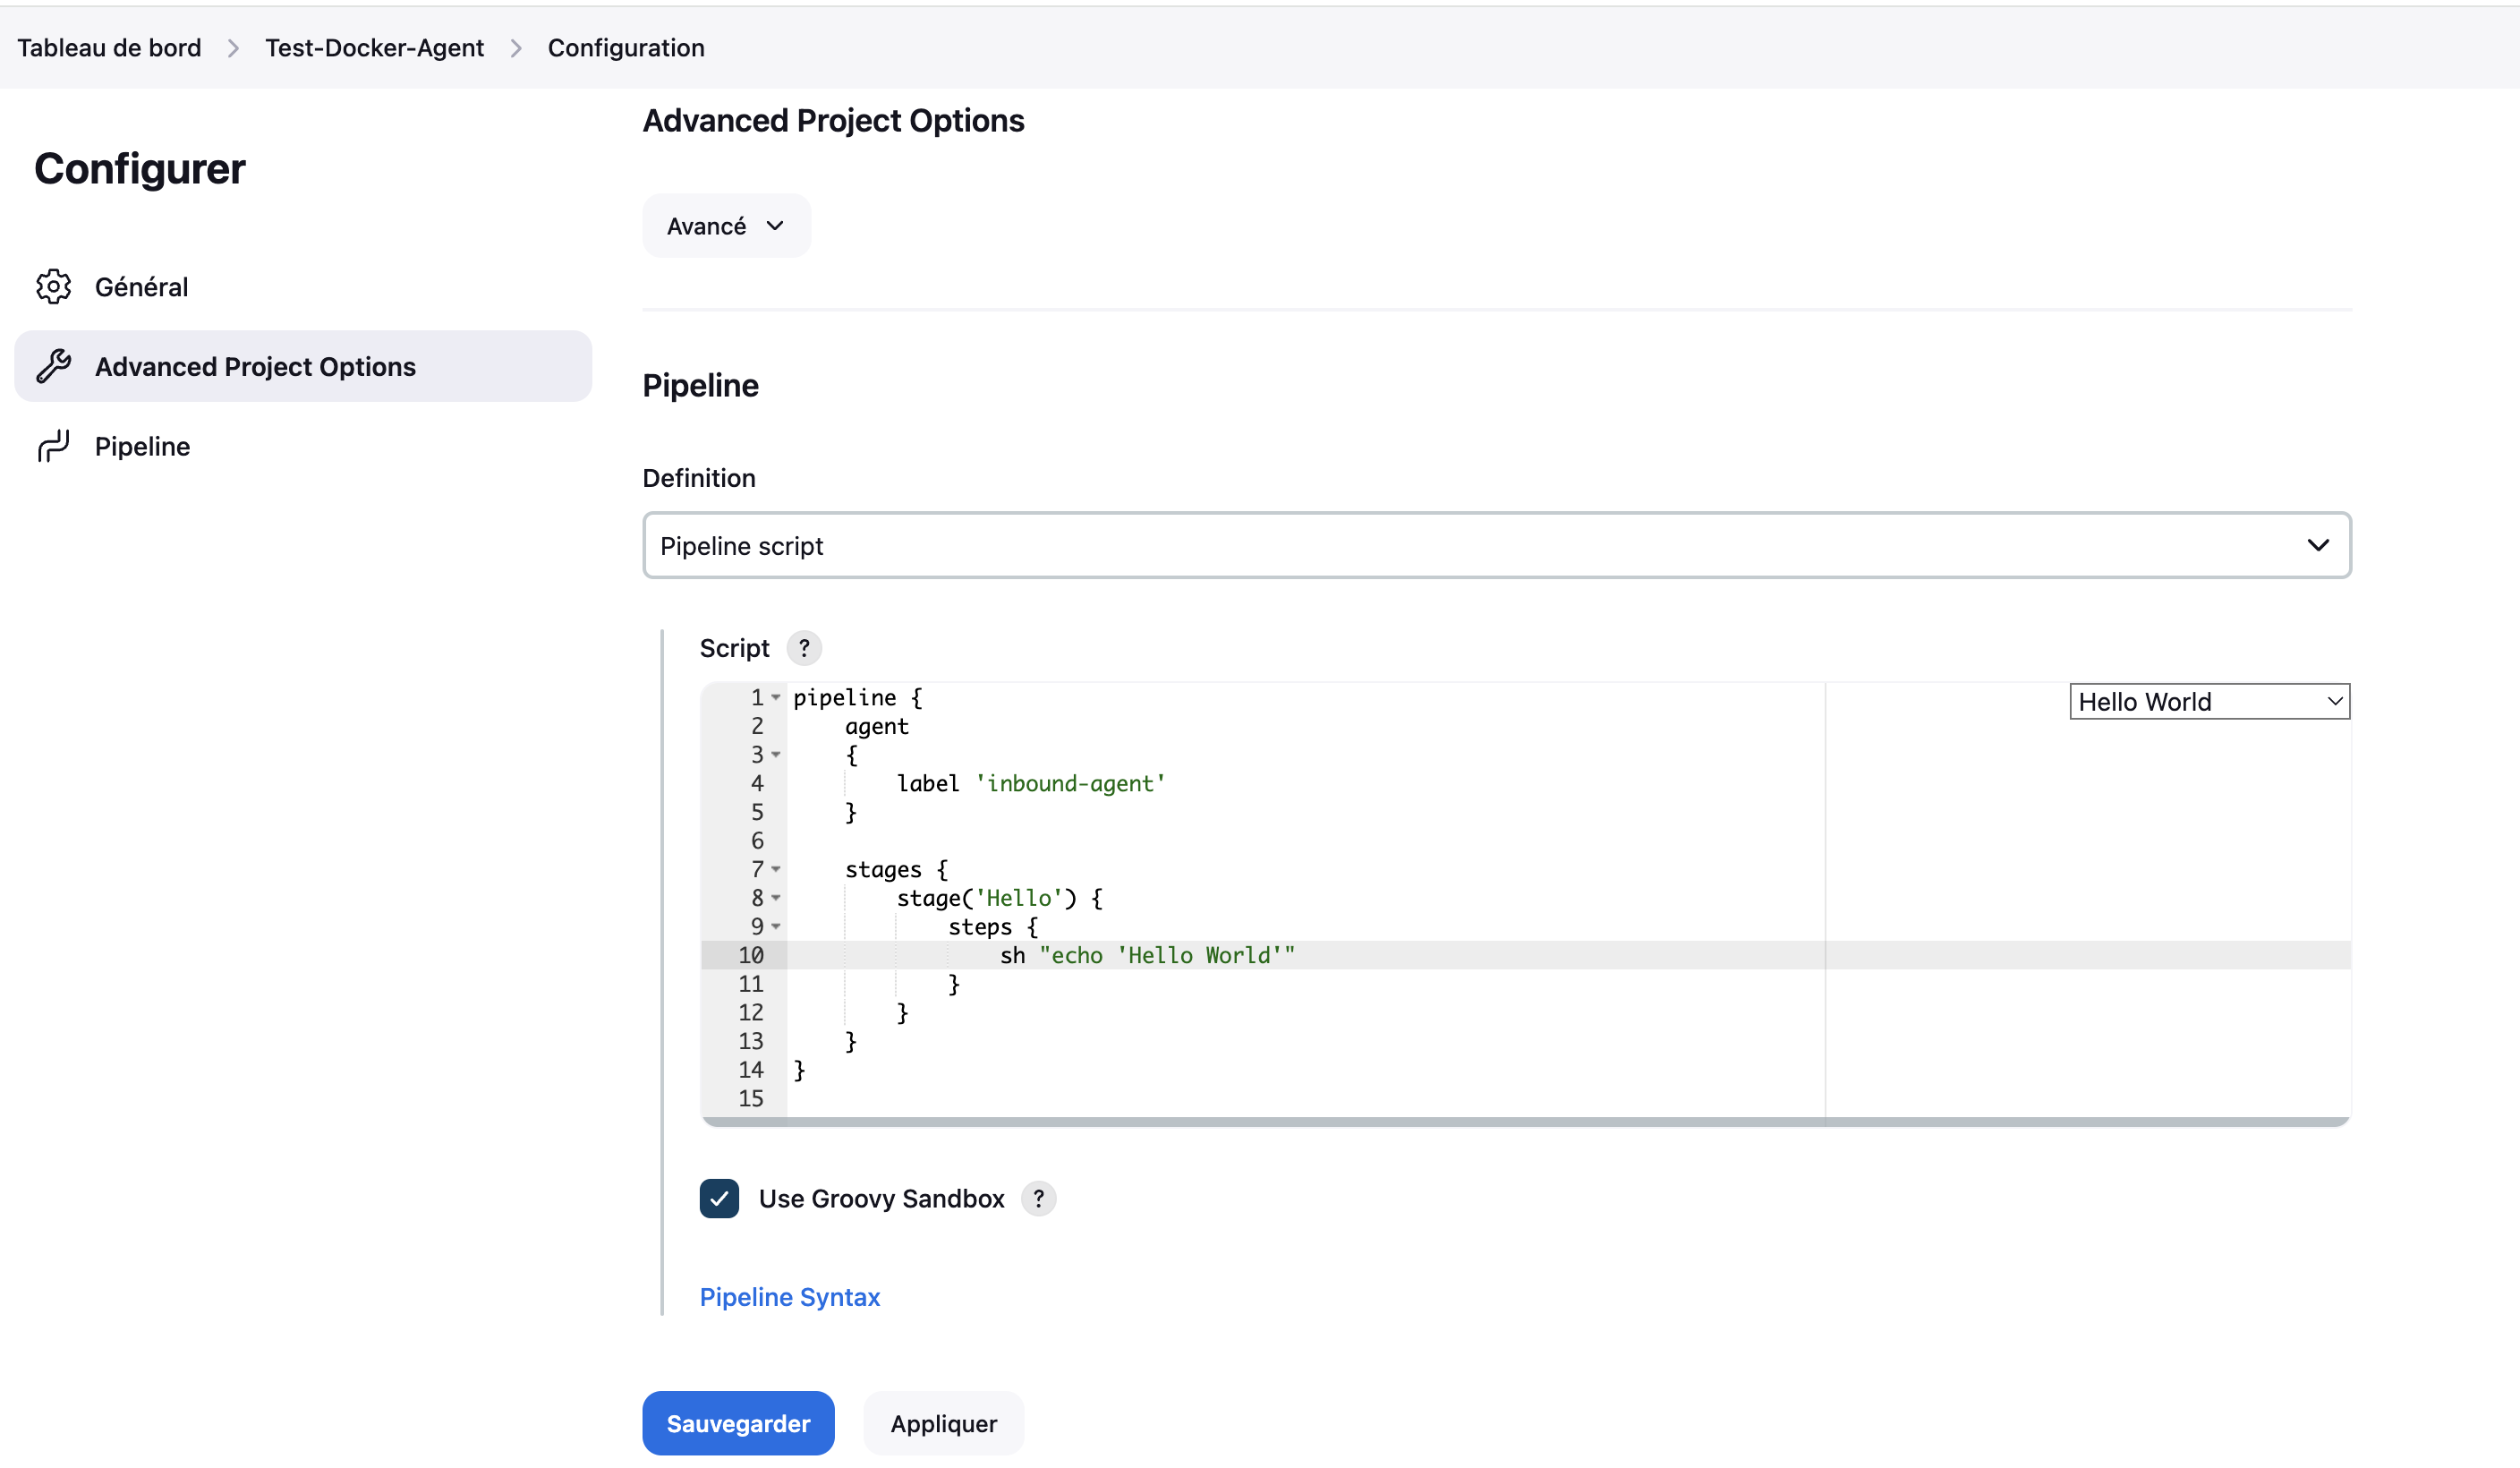 Tableau de bord > Test-Docker-Agent > Configuration
Configurer
Général
Advanced Project Options
Pipeline
Advanced Project Options
Avancé
Pipeline
Definition
Pipeline script
Script ?
Hello World
1 pipeline {
2     agent
3     {
4         label 'inbound-agent'
5     }
6
7     stages {
8         stage('Hello') {
9             steps {
10                 sh "echo 'Hello World'"
11             }
12         }
13     }
14 }
15
Use Groovy Sandbox ?
Pipeline Syntax
Sauvegarder Appliquer